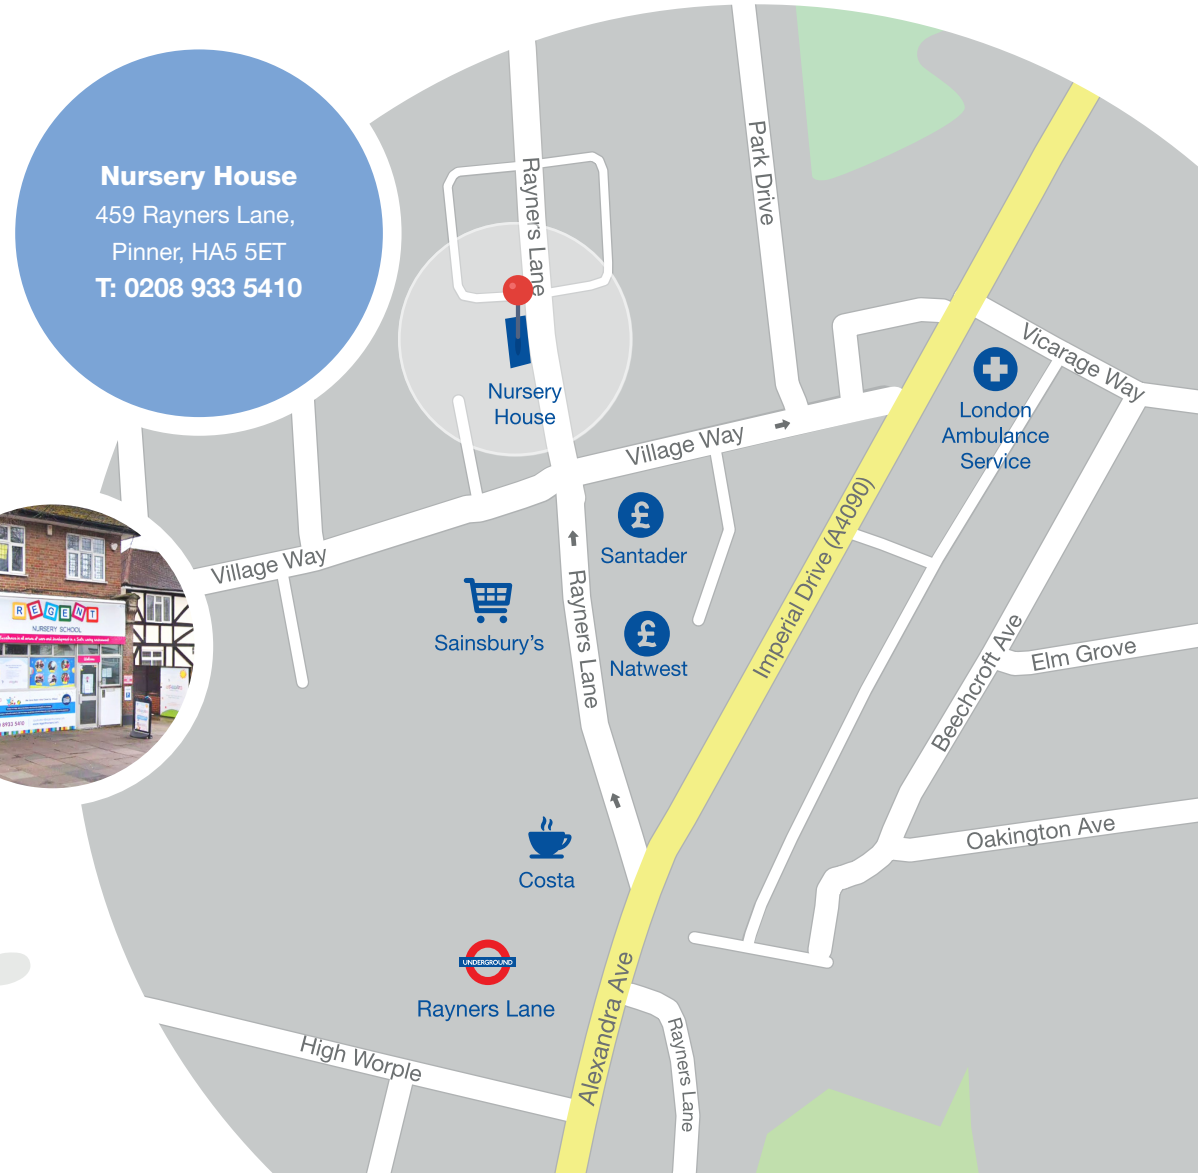 Nursery House
459 Rayners Lane,
Pinner, HA5 5ET
T: 0208 933 5410
Rayners Lane
Park Drive
Nursery
House
Vicarage Way
London
Ambulance
Service
Village Way
Santader
Village Way
Imperial Drive (A4090)
Sainsbury's
Rayners Lane
Natwest
REGENT
NURSERY SCHOOL
Beechcroft Ave
Elm Grove
Oakington Ave
Costa
UNDERGROUND
Rayners Lane
Alexandra Ave
Rayners Lane
High Worple